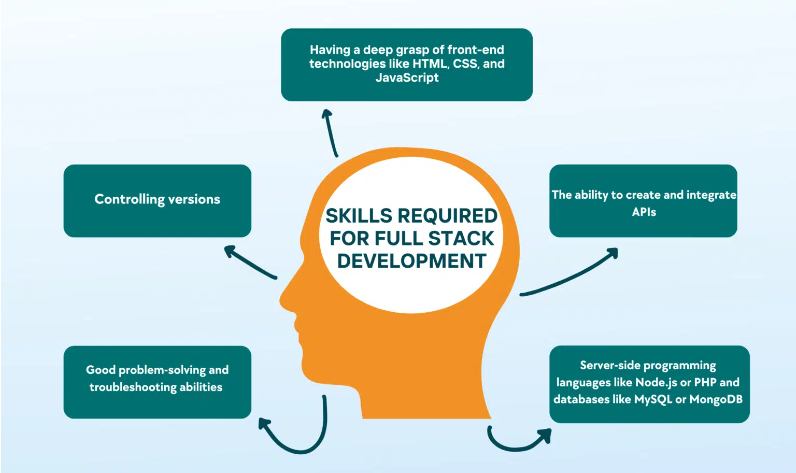 Having a deep grasp of front-end
technologies like HTML, CSS, and
JavaScript
Controlling versions
The ability to create and integrate
APIs
SKILLS REQUIRED
FOR FULL STACK
DEVELOPMENT
Good problem-solving and
troubleshooting abilities
Server-side programming
languages like Node.js or PHP and
databases like MySQL or MongoDB